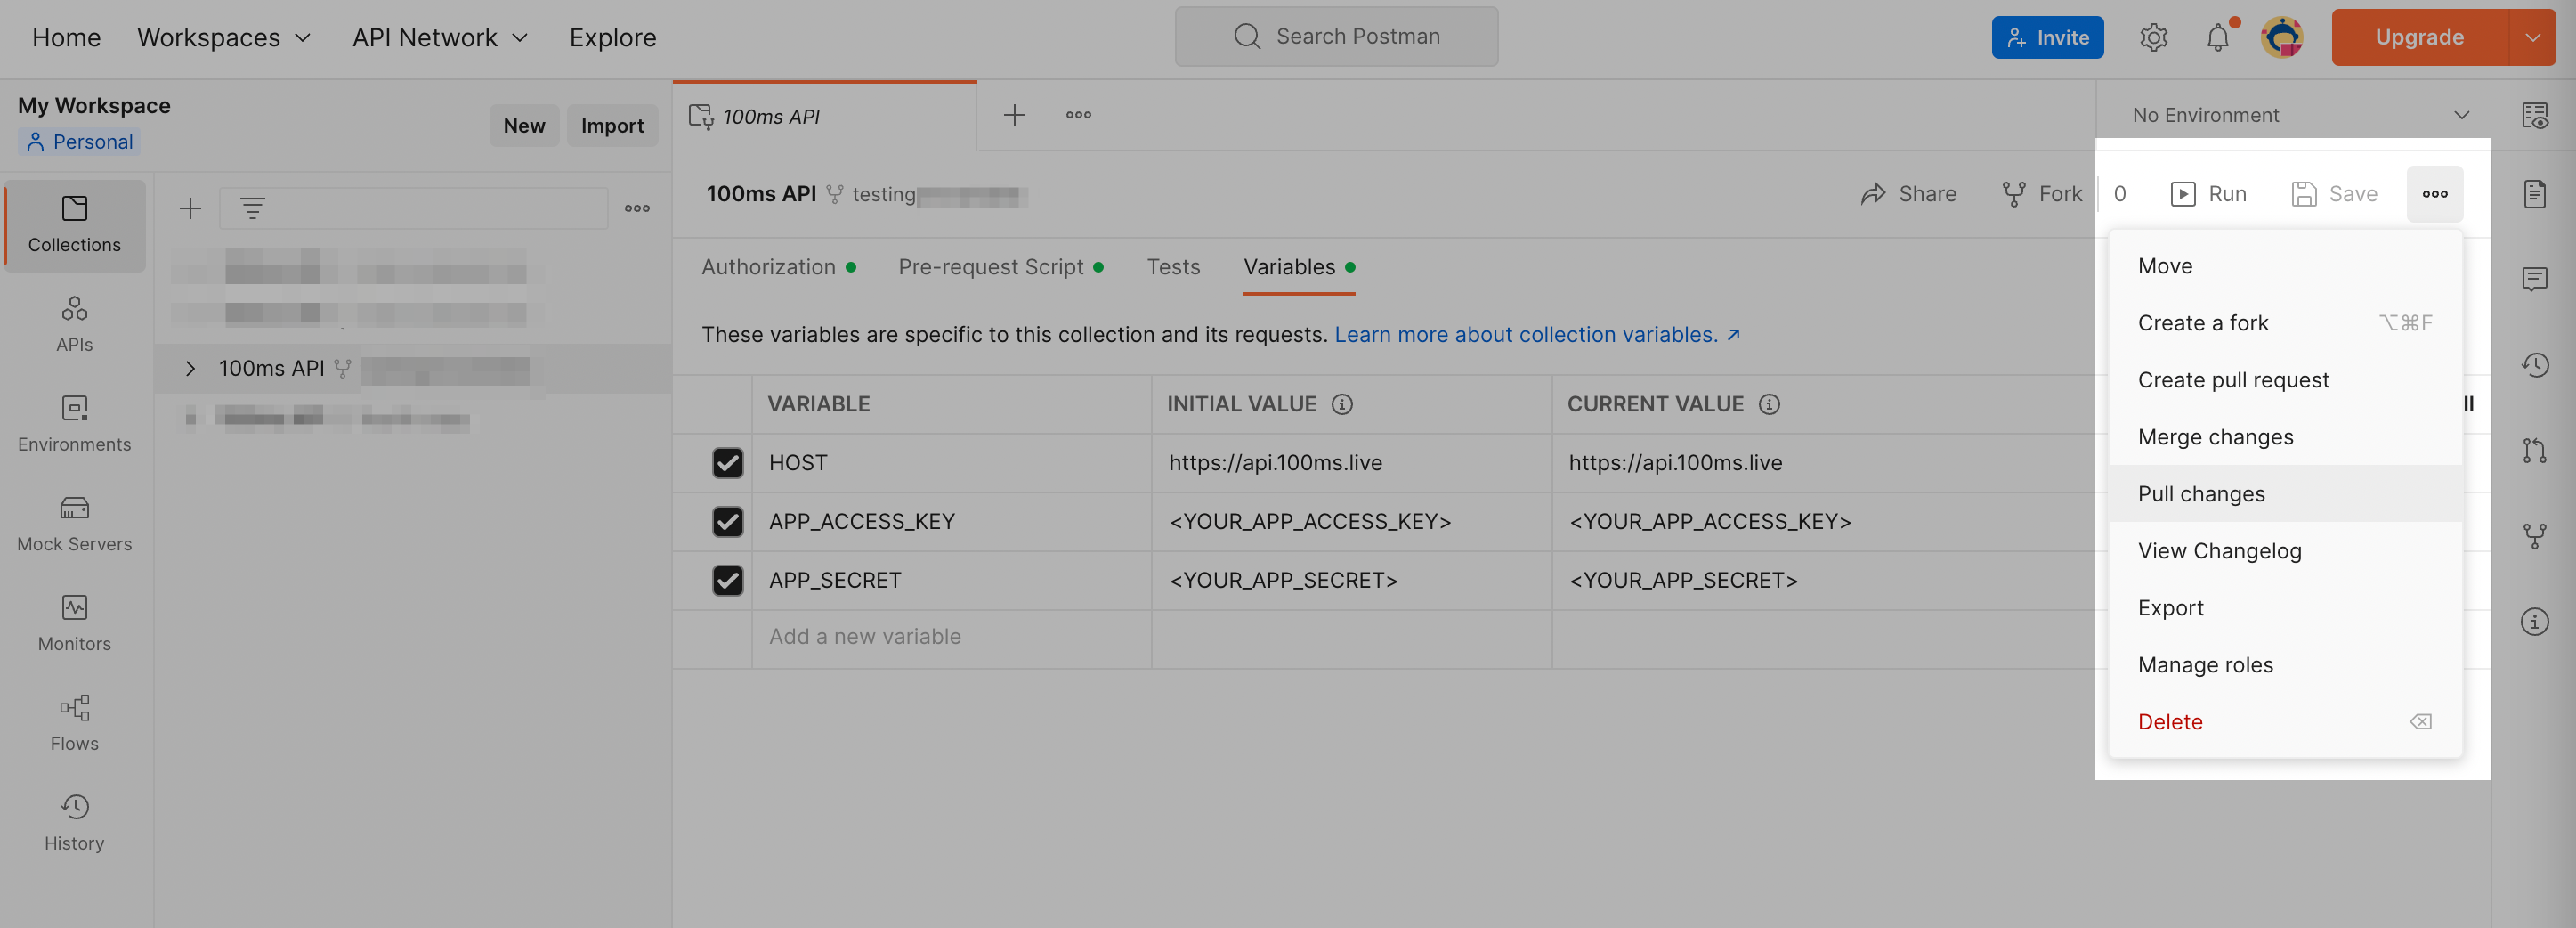 Home Workspaces API Network Explore Search Postman Invite Upgrade
My Workspace
Personal
New Import
100ms API
No Environment
Collections
APIs
Environments
Mock Servers
Monitors
Flows
History
100ms API
100ms API testing
Share Fork 0 Run Save
Authorization Pre-request Script Tests Variables
These variables are specific to this collection and its requests. Learn more about collection variables. ↗
VARIABLE INITIAL VALUE CURRENT VALUE
HOST https://api.100ms.live https://api.100ms.live
APP_ACCESS_KEY <YOUR_APP_ACCESS_KEY> <YOUR_APP_ACCESS_KEY>
APP_SECRET <YOUR_APP_SECRET> <YOUR_APP_SECRET>
Add a new variable
Move
Create a fork ⌥⌘F
Create pull request
Merge changes
Pull changes
View Changelog
Export
Manage roles
Delete